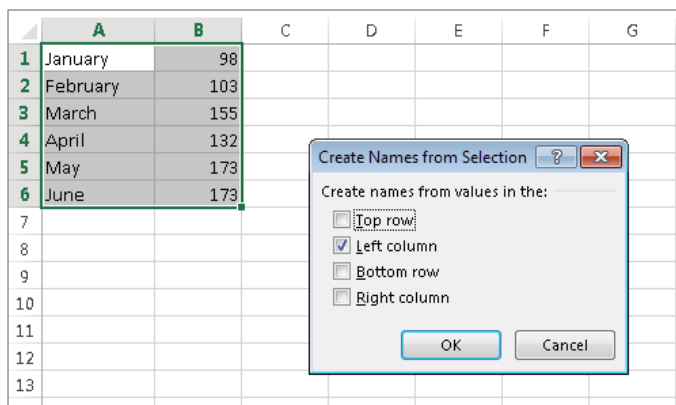 A B C D E F G
1 January 98
2 February 103
3 March 155
4 April 132
5 May 173
6 June 173
7
8
9
10
11
12
13
Create Names from Selection ?
Create names from values in the:
Top row
Left column
Bottom row
Right column
OK Cancel